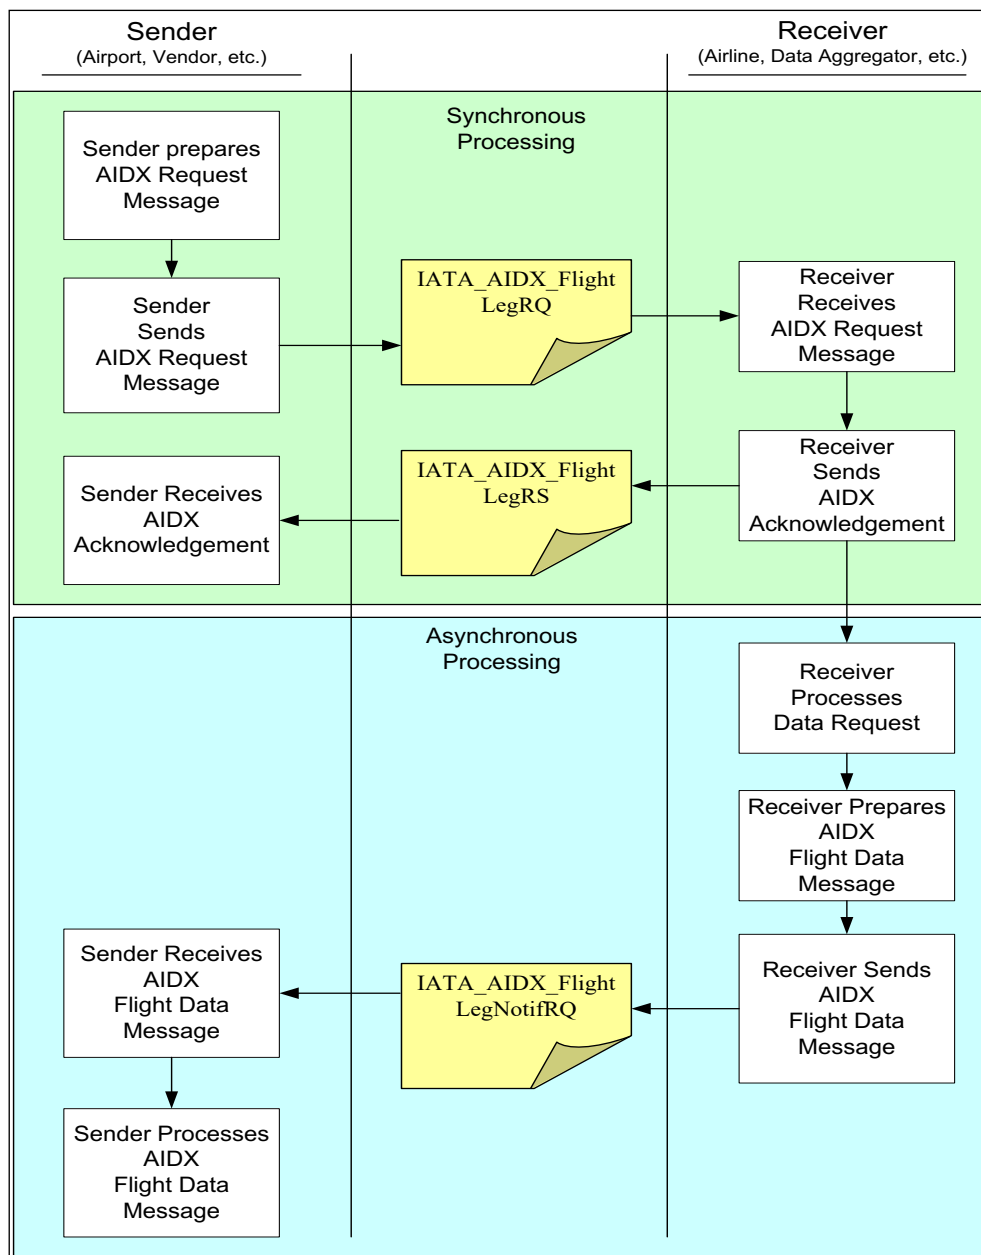 Sender
(Airport, Vendor, etc.)
Receiver
(Airline, Data Aggregator, etc.)
Synchronous
Processing
Sender prepares
AIDX Request
Message
Sender
Sends
AIDX Request
Message
IATA_AIDX_Flight
LegRQ
Receiver
Receives
AIDX Request
Message
Receiver
Sends
AIDX
Acknowledgement
IATA_AIDX_Flight
LegRS
Sender Receives
AIDX
Acknowledgement
Asynchronous
Processing
Receiver
Processes
Data Request
Receiver Prepares
AIDX
Flight Data
Message
Receiver Sends
AIDX
Flight Data
Message
IATA_AIDX_Flight
LegNotifRQ
Sender Receives
AIDX
Flight Data
Message
Sender Processes
AIDX
Flight Data
Message